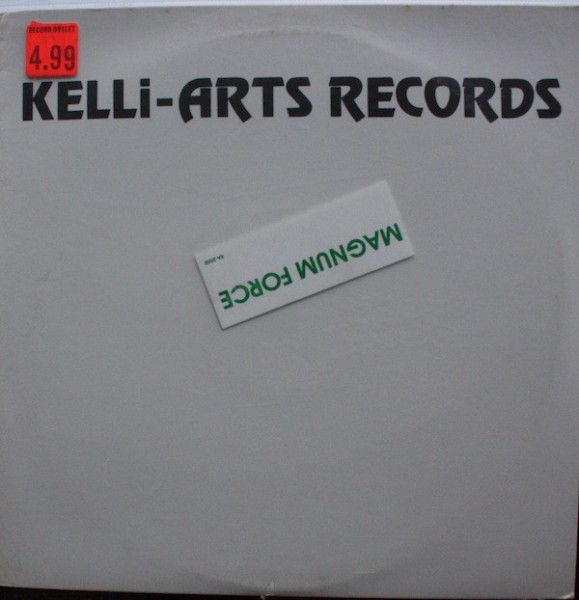 RECORD OUTLET
4.99
KELLi-ARTS RECORDS
MAGNUM FORCE